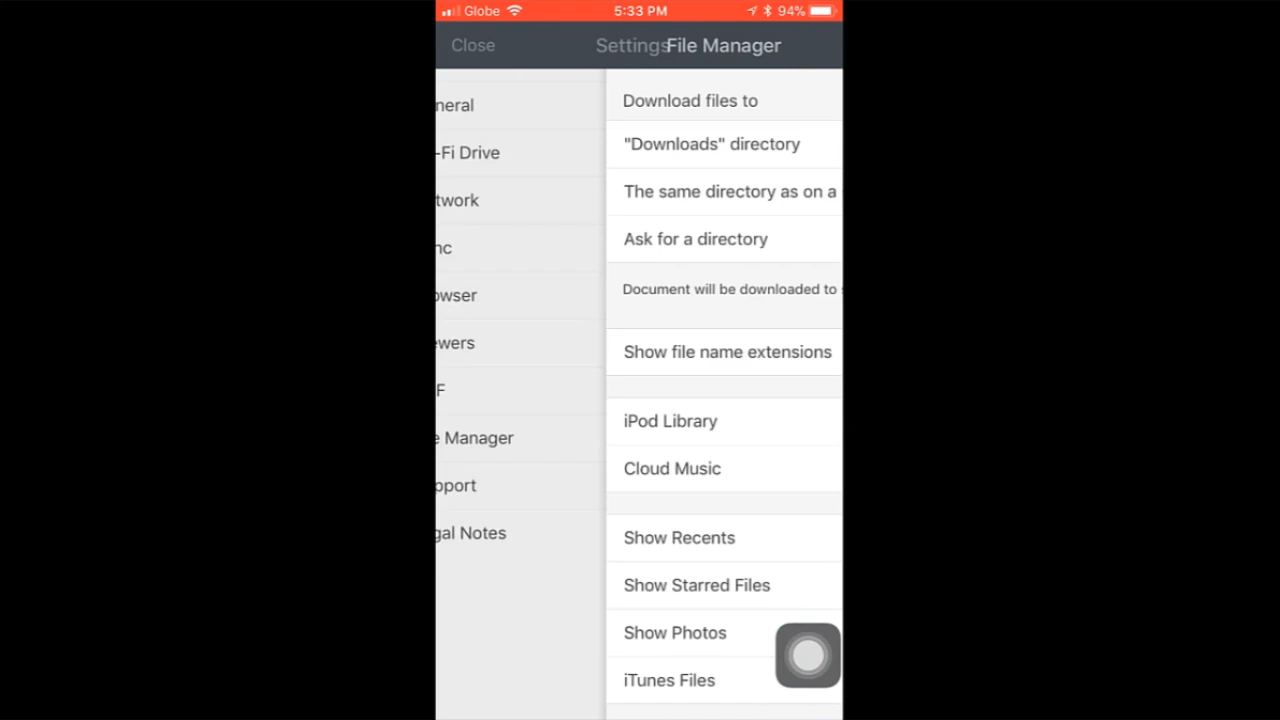 Globe 5:33 PM 94%
Close Settings File Manager
neral
-Fi Drive
twork
nc
owser
ewers
F
e Manager
pport
gal Notes
Download files to
"Downloads" directory
The same directory as on a
Ask for a directory
Document will be downloaded to
Show file name extensions
iPod Library
Cloud Music
Show Recents
Show Starred Files
Show Photos
iTunes Files